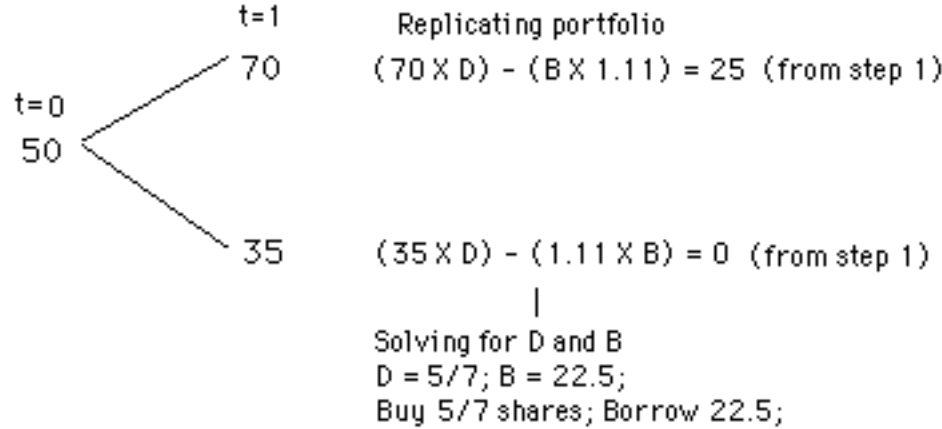 t=1
Replicating portfolio
70 (70 X D) - (B X 1.11) = 25 (from step 1)
t=0
50
35 (35 X D) - (1.11 X B) = 0 (from step 1)
Solving for D and B
D = 5/7; B = 22.5;
Buy 5/7 shares; Borrow 22.5;